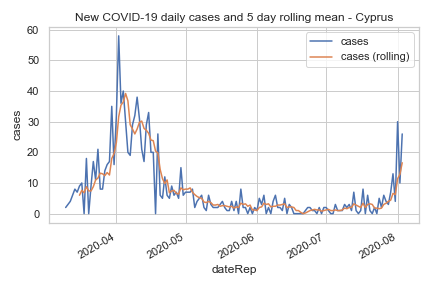 New COVID-19 daily cases and 5 day rolling mean - Cyprus
cases
cases (rolling)
60
50
40
30
20
10
0
cases
2020-04
2020-05
2020-06
2020-07
2020-08
dateRep